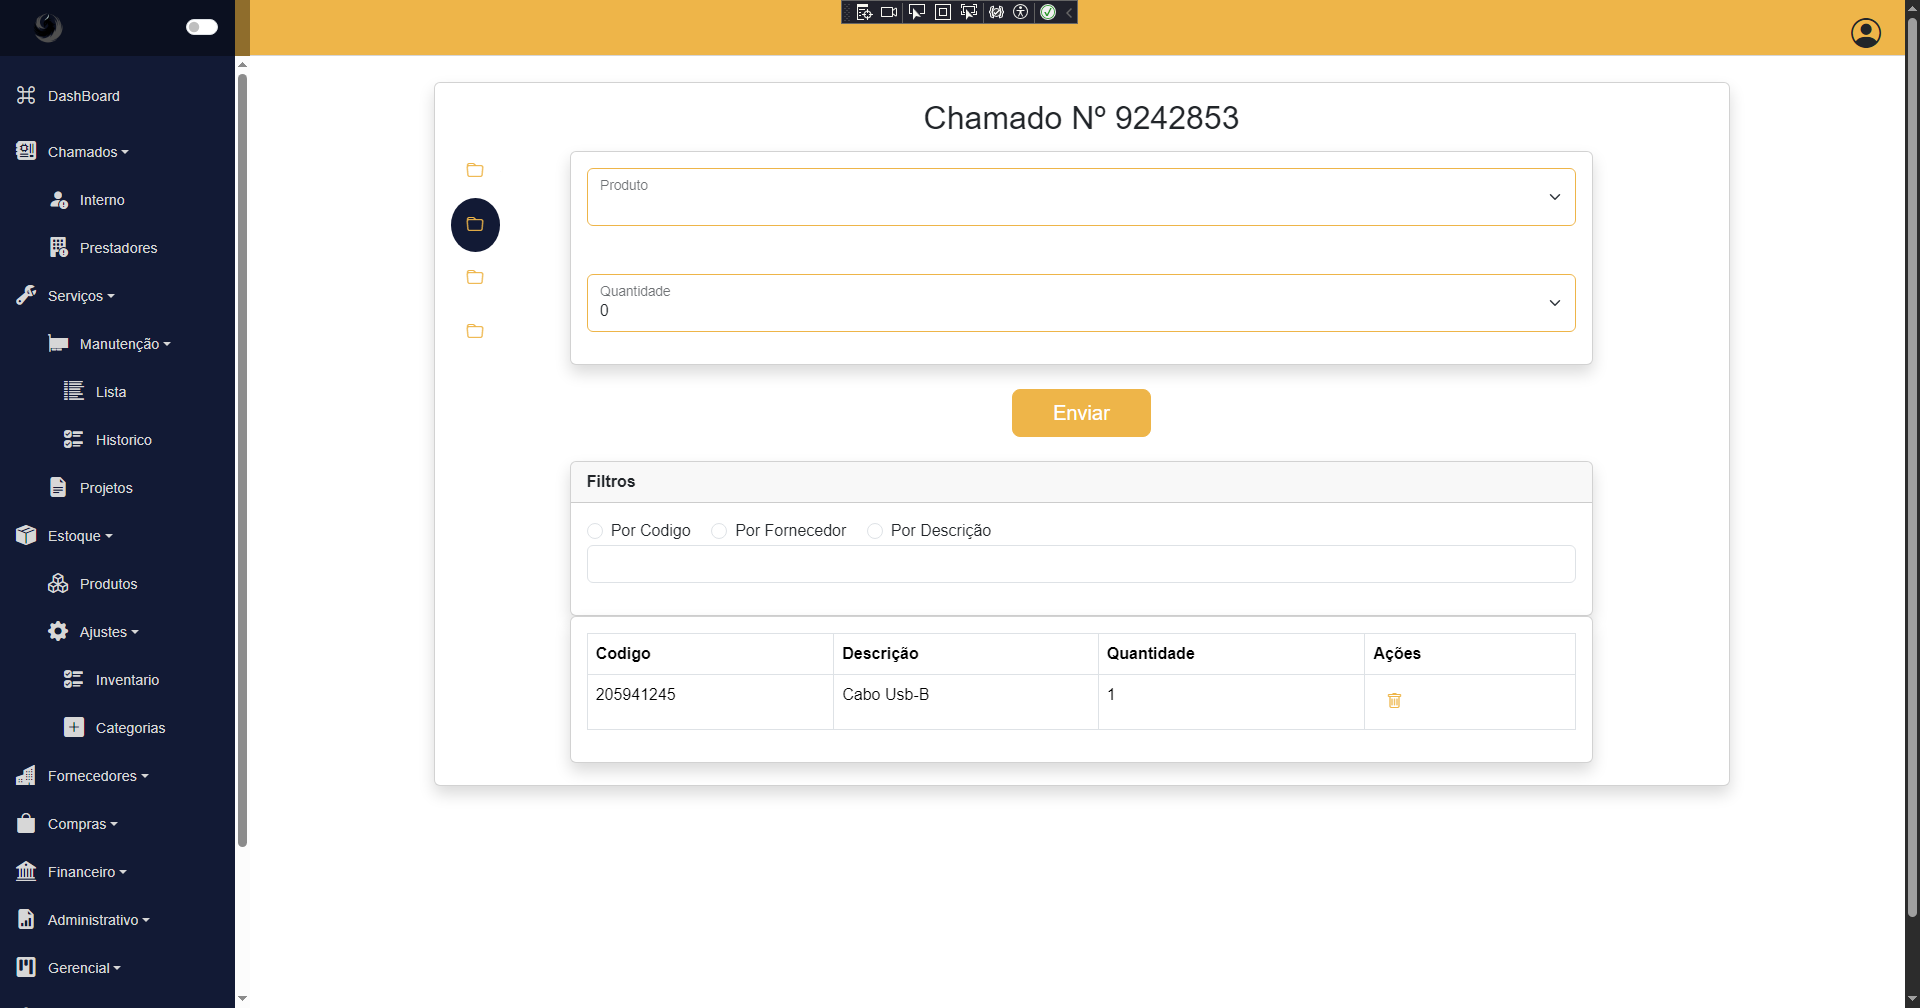 DashBoard
Chamados
Interno
Prestadores
Serviços
Manutenção
Lista
Historico
Projetos
Estoque
Produtos
Ajustes
Inventario
Categorias
Fornecedores
Compras
Financeiro
Administrativo
Gerencial
Chamado Nº 9242853
Produto
Quantidade
0
Enviar
Filtros
Por Codigo Por Fornecedor Por Descrição
Codigo Descrição Quantidade Ações
205941245 Cabo Usb-B 1